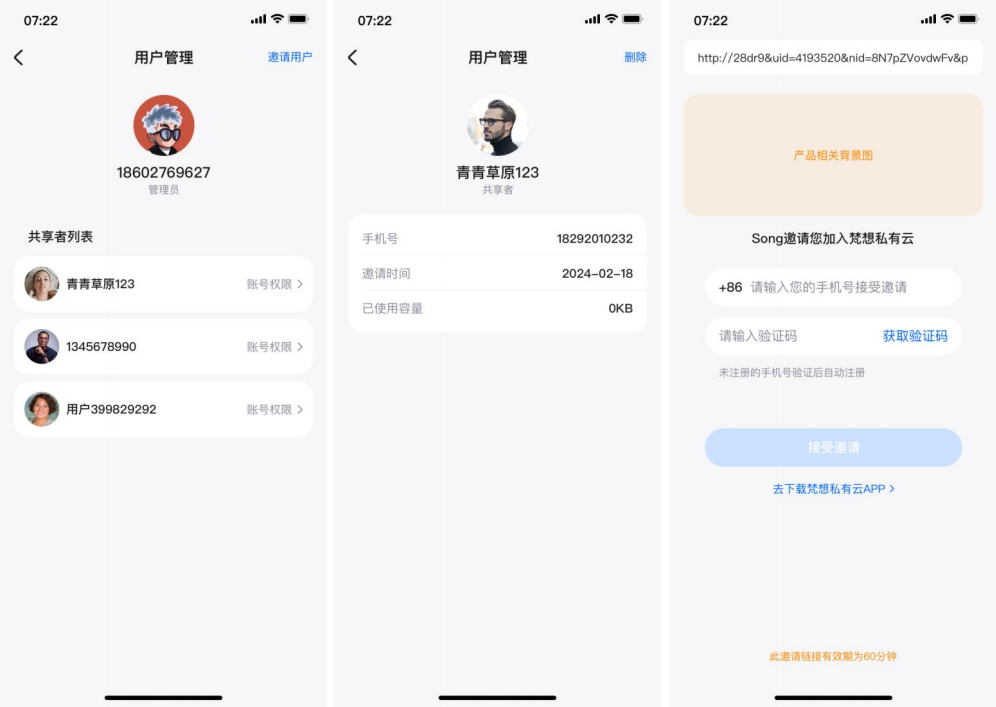 07:22
用户管理
邀请用户
18602769627
管理员
共享者列表
青青草原123
账号权限
1345678990
账号权限
用户399829292
账号权限
07:22
用户管理
删除
青青草原123
共享者
手机号
18292010232
邀请时间
2024-02-18
已使用容量
0KB
07:22
http://28dr9&uid=4193520&nid=8N7pZVovdwFv&p
产品相关背景图
Song邀请您加入梵想私有云
+86 请输入您的手机号接受邀请
请输入验证码
获取验证码
未注册的手机号验证后自动注册
接受邀请
去下载梵想私有云APP >
此邀请链接有效期为60分钟